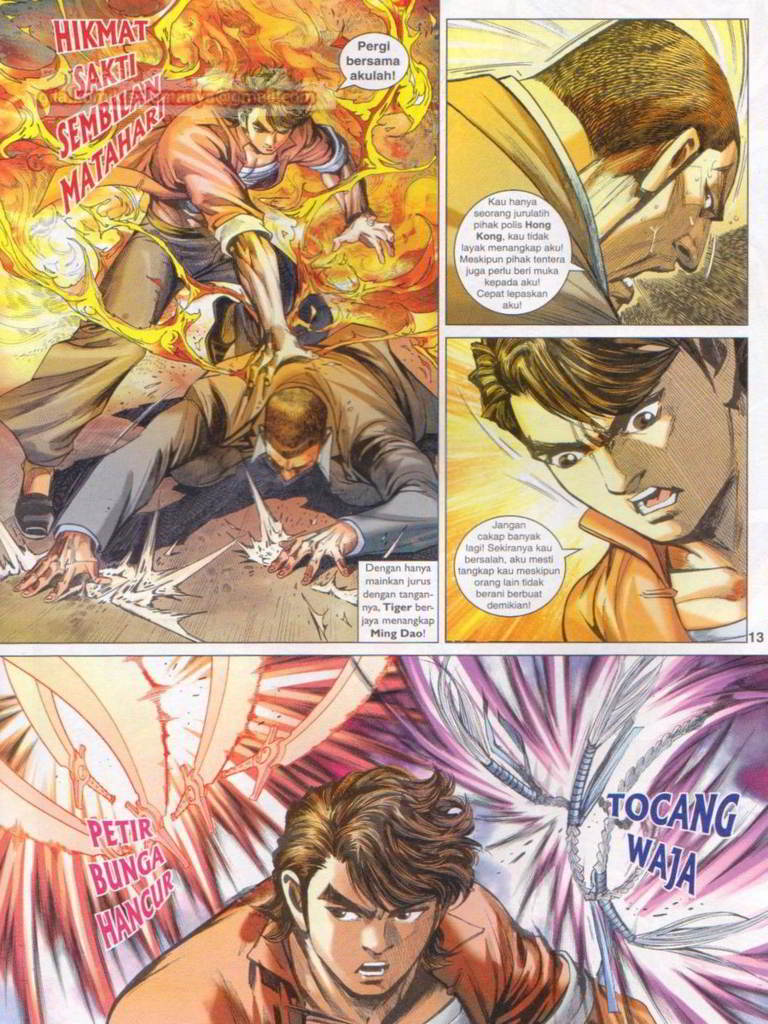 HIKMAT
SAKTI
SEMBILAN
MATAHARI
Pergi
bersama
akulah!
Dengan hanya
mainkan jurus
dengan tangan-
nya, Tiger ber-
jaya menangkap
Ming Dao!
Kau hanya
seorang jurulatih
pihak polis Hong
Kong, kau tidak
layak menangkap aku!
Meskipun pihak tentera
juga perlu beri muka
kepada aku!
Cepat lepaskan
aku!
Jangan
cakap banyak
lagi! Sekiranya kau
bersalah, aku mesti
tangkap kau meskipun
orang lain tidak
berani berbuat
demikian!
13
PETIR
BUNGA
HANCUR
TOCANG
WAJA